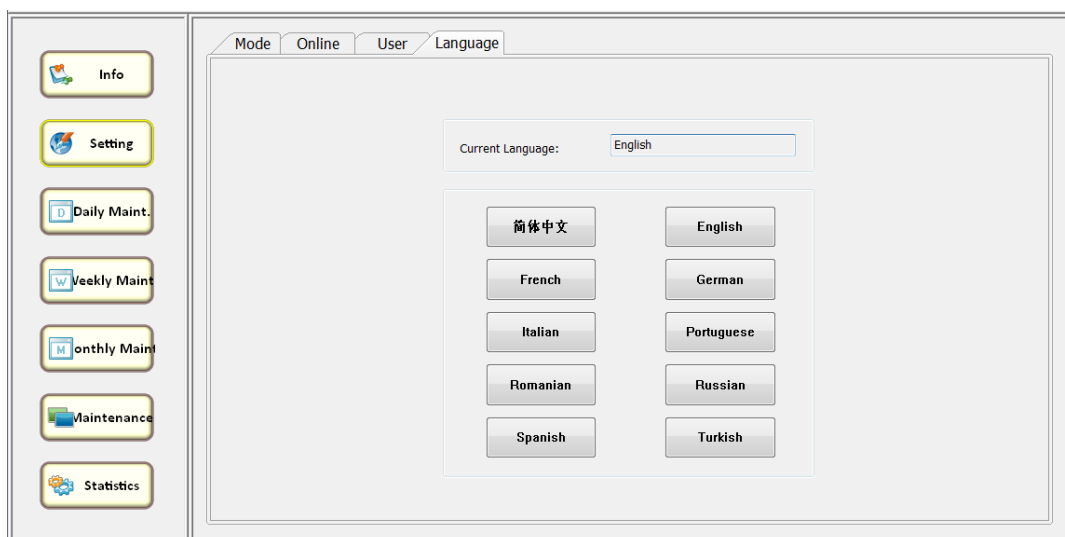 Mode Online User Language
Info
Setting
Daily Maint.
Weekly Maint
Monthly Maint
Maintenance
Statistics
Current Language: English
简体中文 English
French German
Italian Portuguese
Romanian Russian
Spanish Turkish